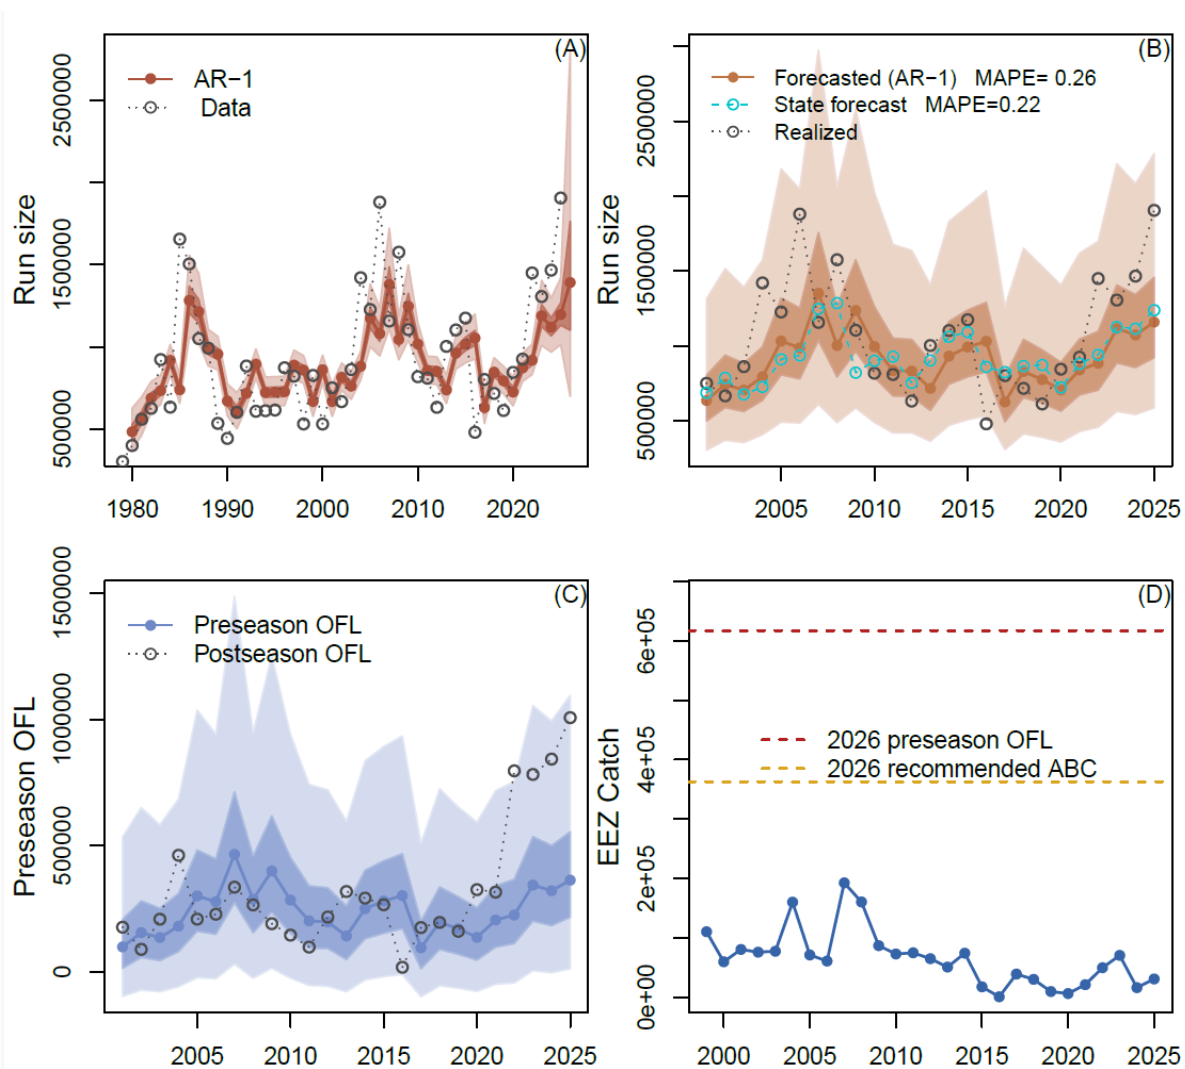 (A)
AR−1
Data
Run size
500000
1500000
2500000
1980
1990
2000
2010
2020
(B)
Forecasted (AR−1) MAPE= 0.26
State forecast MAPE=0.22
Realized
Run size
500000
1500000
2500000
2005
2010
2015
2020
2025
(C)
Preseason OFL
Postseason OFL
Preseason OFL
0
500000
1000000
1500000
2005
2010
2015
2020
2025
(D)
2026 preseason OFL
2026 recommended ABC
EEZ Catch
0e+00
2e+05
4e+05
6e+05
2000
2005
2010
2015
2020
2025